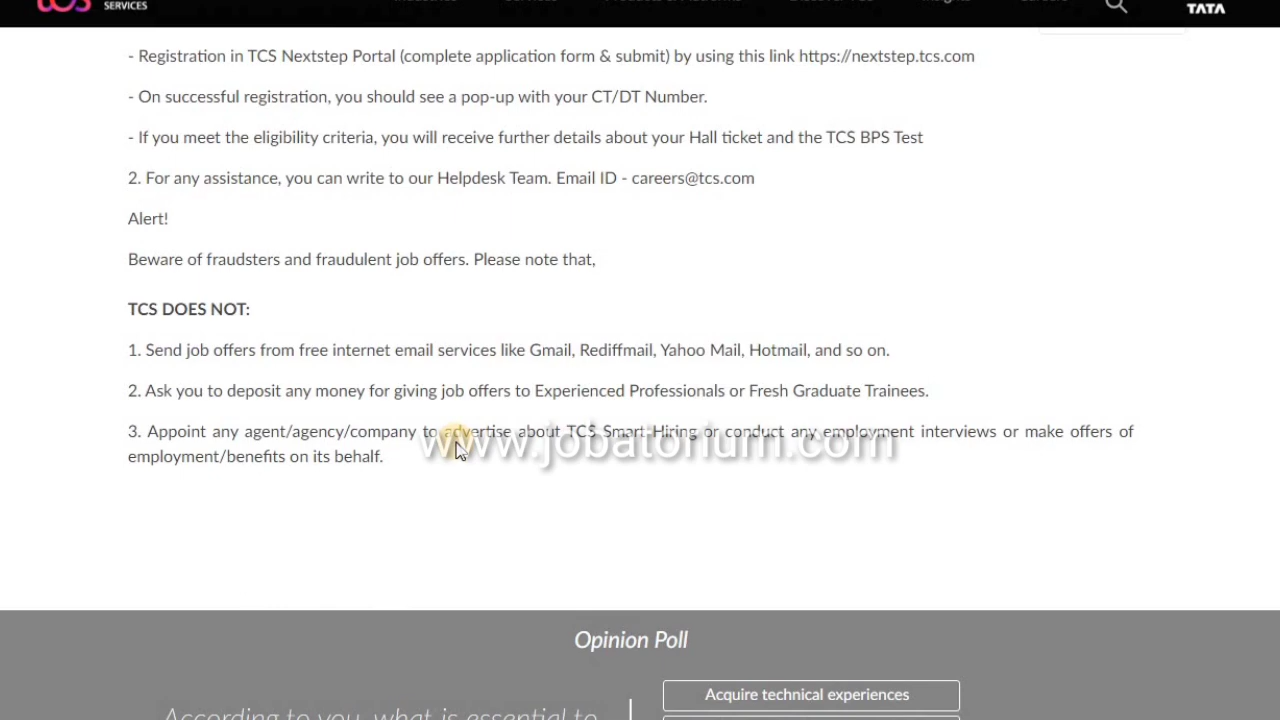 tcs
SERVICES
TATA
- Registration in TCS Nextstep Portal (complete application form & submit) by using this link https://nextstep.tcs.com
- On successful registration, you should see a pop-up with your CT/DT Number.
- If you meet the eligibility criteria, you will receive further details about your Hall ticket and the TCS BPS Test
2. For any assistance, you can write to our Helpdesk Team. Email ID - careers@tcs.com
Alert!
Beware of fraudsters and fraudulent job offers. Please note that,
TCS DOES NOT:
1. Send job offers from free internet email services like Gmail, Rediffmail, Yahoo Mail, Hotmail, and so on.
2. Ask you to deposit any money for giving job offers to Experienced Professionals or Fresh Graduate Trainees.
3. Appoint any agent/agency/company to advertise about TCS Smart Hiring or conduct any employment interviews or make offers of
www.jobatorium.com
employment/benefits on its behalf.
Opinion Poll
Acquire technical experiences
According to you, what is essential to